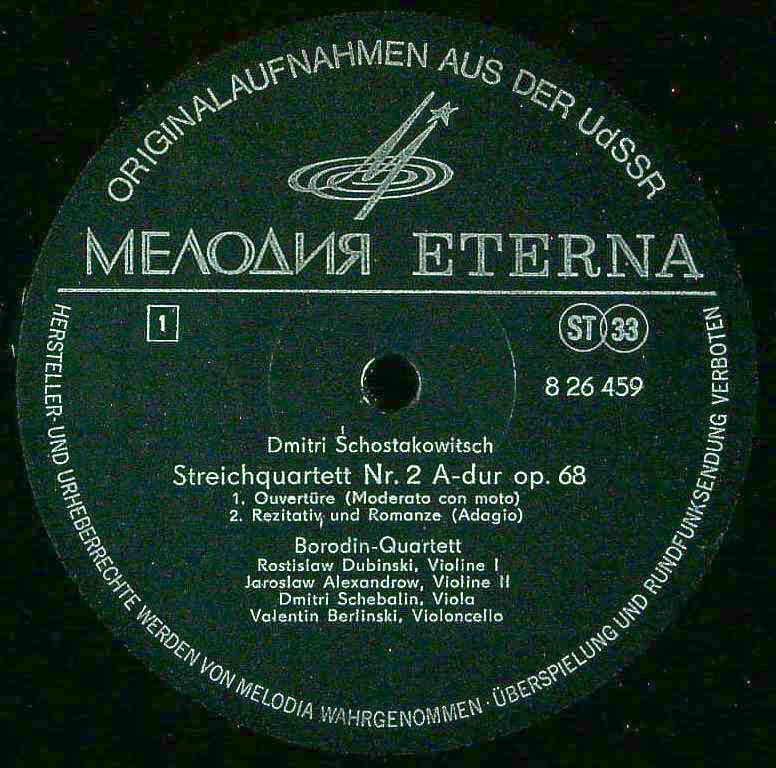 ORIGINALAUFNAHMEN AUS DER UdSSR
МЕЛОДИЯ ETERNA
1
ST 33
8 26 459
Dmitri Schostakowitsch
Streichquartett Nr. 2 A-dur op. 68
1. Ouvertüre (Moderato con moto)
2. Rezitativ und Romanze (Adagio)
Borodin-Quartett
Rostislaw Dubinski, Violine I
Jaroslaw Alexandrow, Violine II
Dmitri Schebalin, Viola
Valentin Berlinski, Violoncello
HERSTELLER- UND URHEBERRECHTE WERDEN VON MELODIA WAHRGENOMMEN · ÜBERSPIELUNG UND RUNDFUNKSENDUNG VERBOTEN